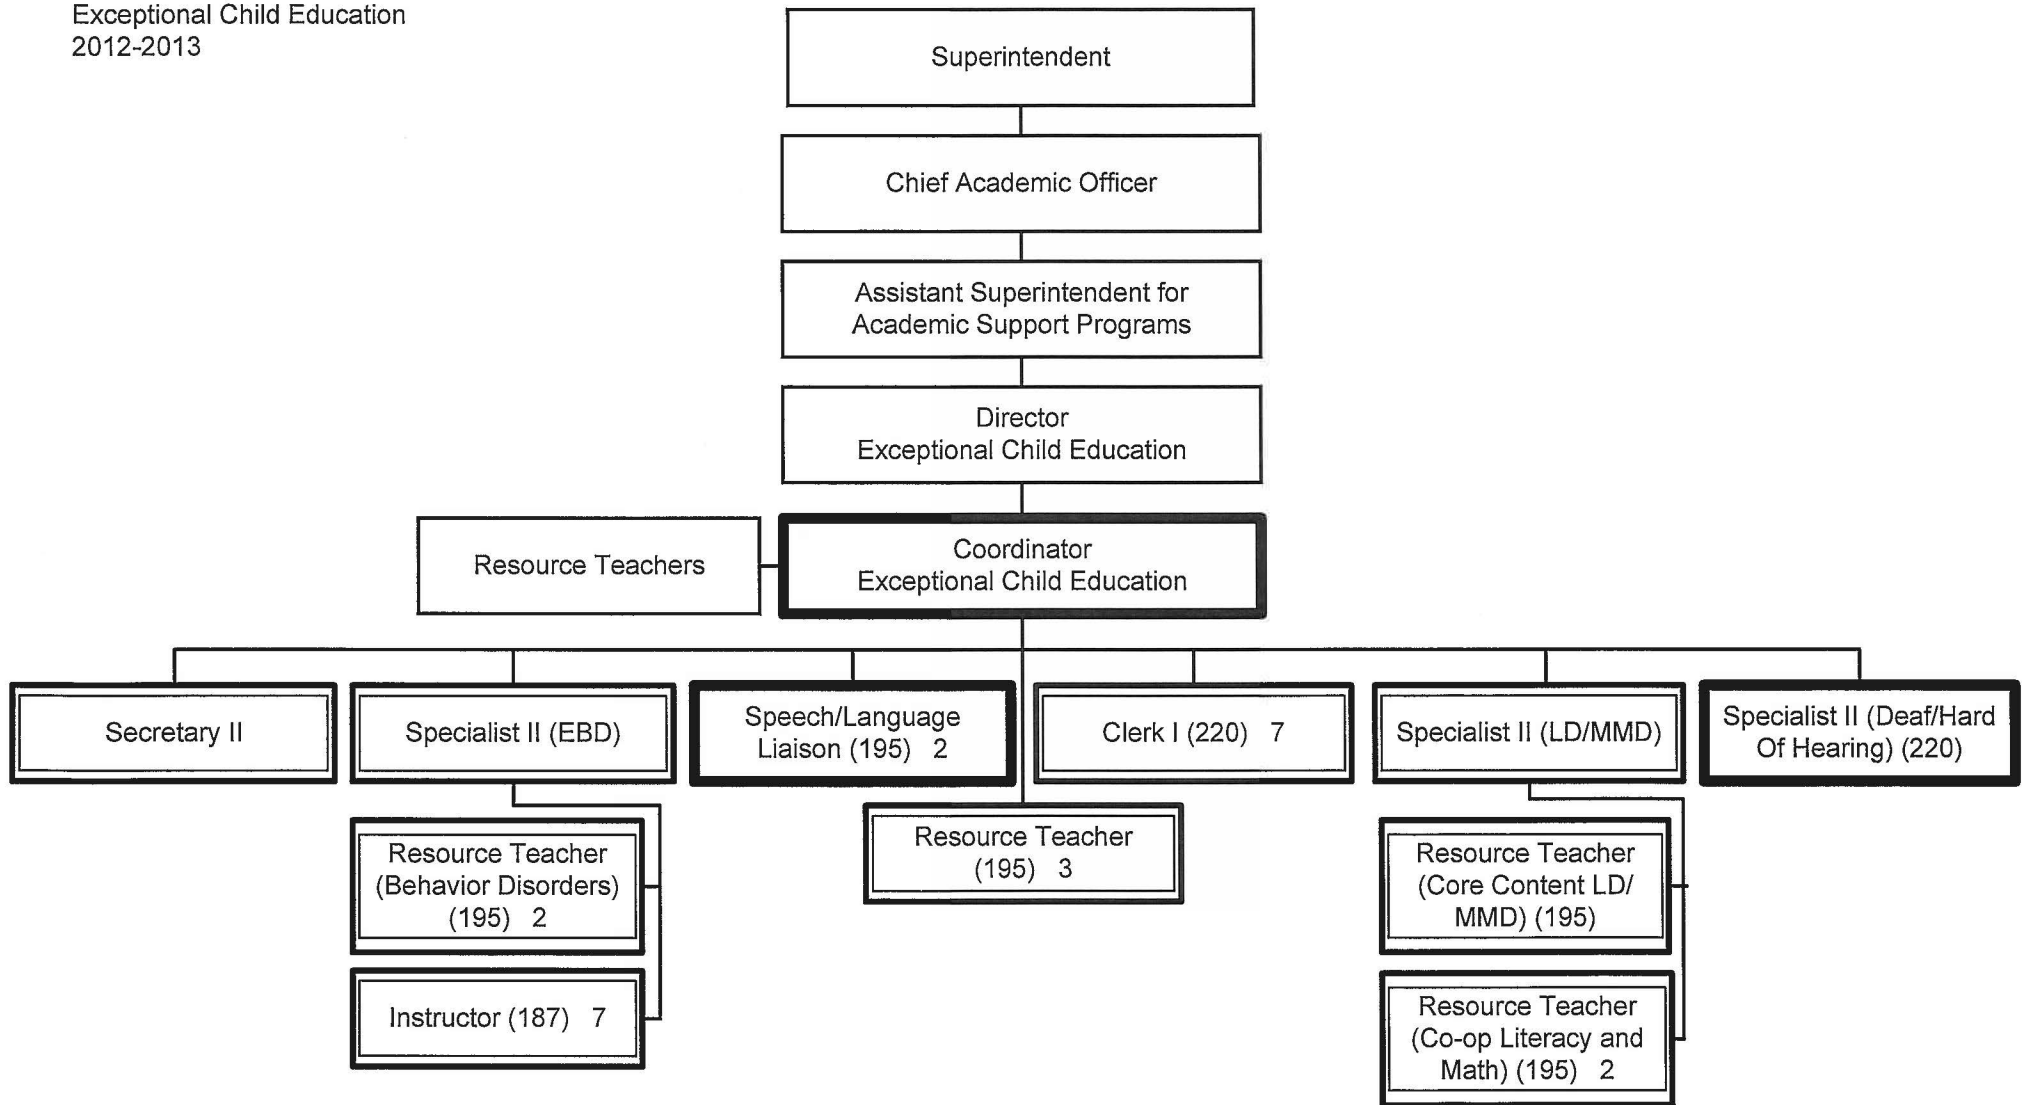 Exceptional Child Education
2012-2013
Superintendent
Chief Academic Officer
Assistant Superintendent for
Academic Support Programs
Director
Exceptional Child Education
Resource Teachers
Coordinator
Exceptional Child Education
Secretary II
Specialist II (EBD)
Speech/Language
Liaison (195) 2
Clerk I (220) 7
Specialist II (LD/MMD)
Specialist II (Deaf/Hard
Of Hearing) (220)
Resource Teacher
(Behavior Disorders)
(195) 2
Resource Teacher
(195) 3
Resource Teacher
(Core Content LD/
MMD) (195)
Instructor (187) 7
Resource Teacher
(Co-op Literacy and
Math) (195) 2